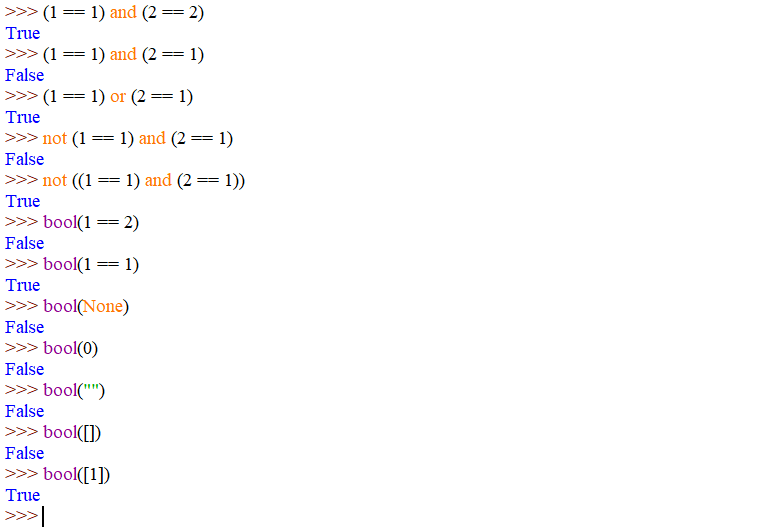 >>> (1 == 1) and (2 == 2)
True
>>> (1 == 1) and (2 == 1)
False
>>> (1 == 1) or (2 == 1)
True
>>> not (1 == 1) and (2 == 1)
False
>>> not ((1 == 1) and (2 == 1))
True
>>> bool(1 == 2)
False
>>> bool(1 == 1)
True
>>> bool(None)
False
>>> bool(0)
False
>>> bool("")
False
>>> bool([])
False
>>> bool([1])
True
>>>